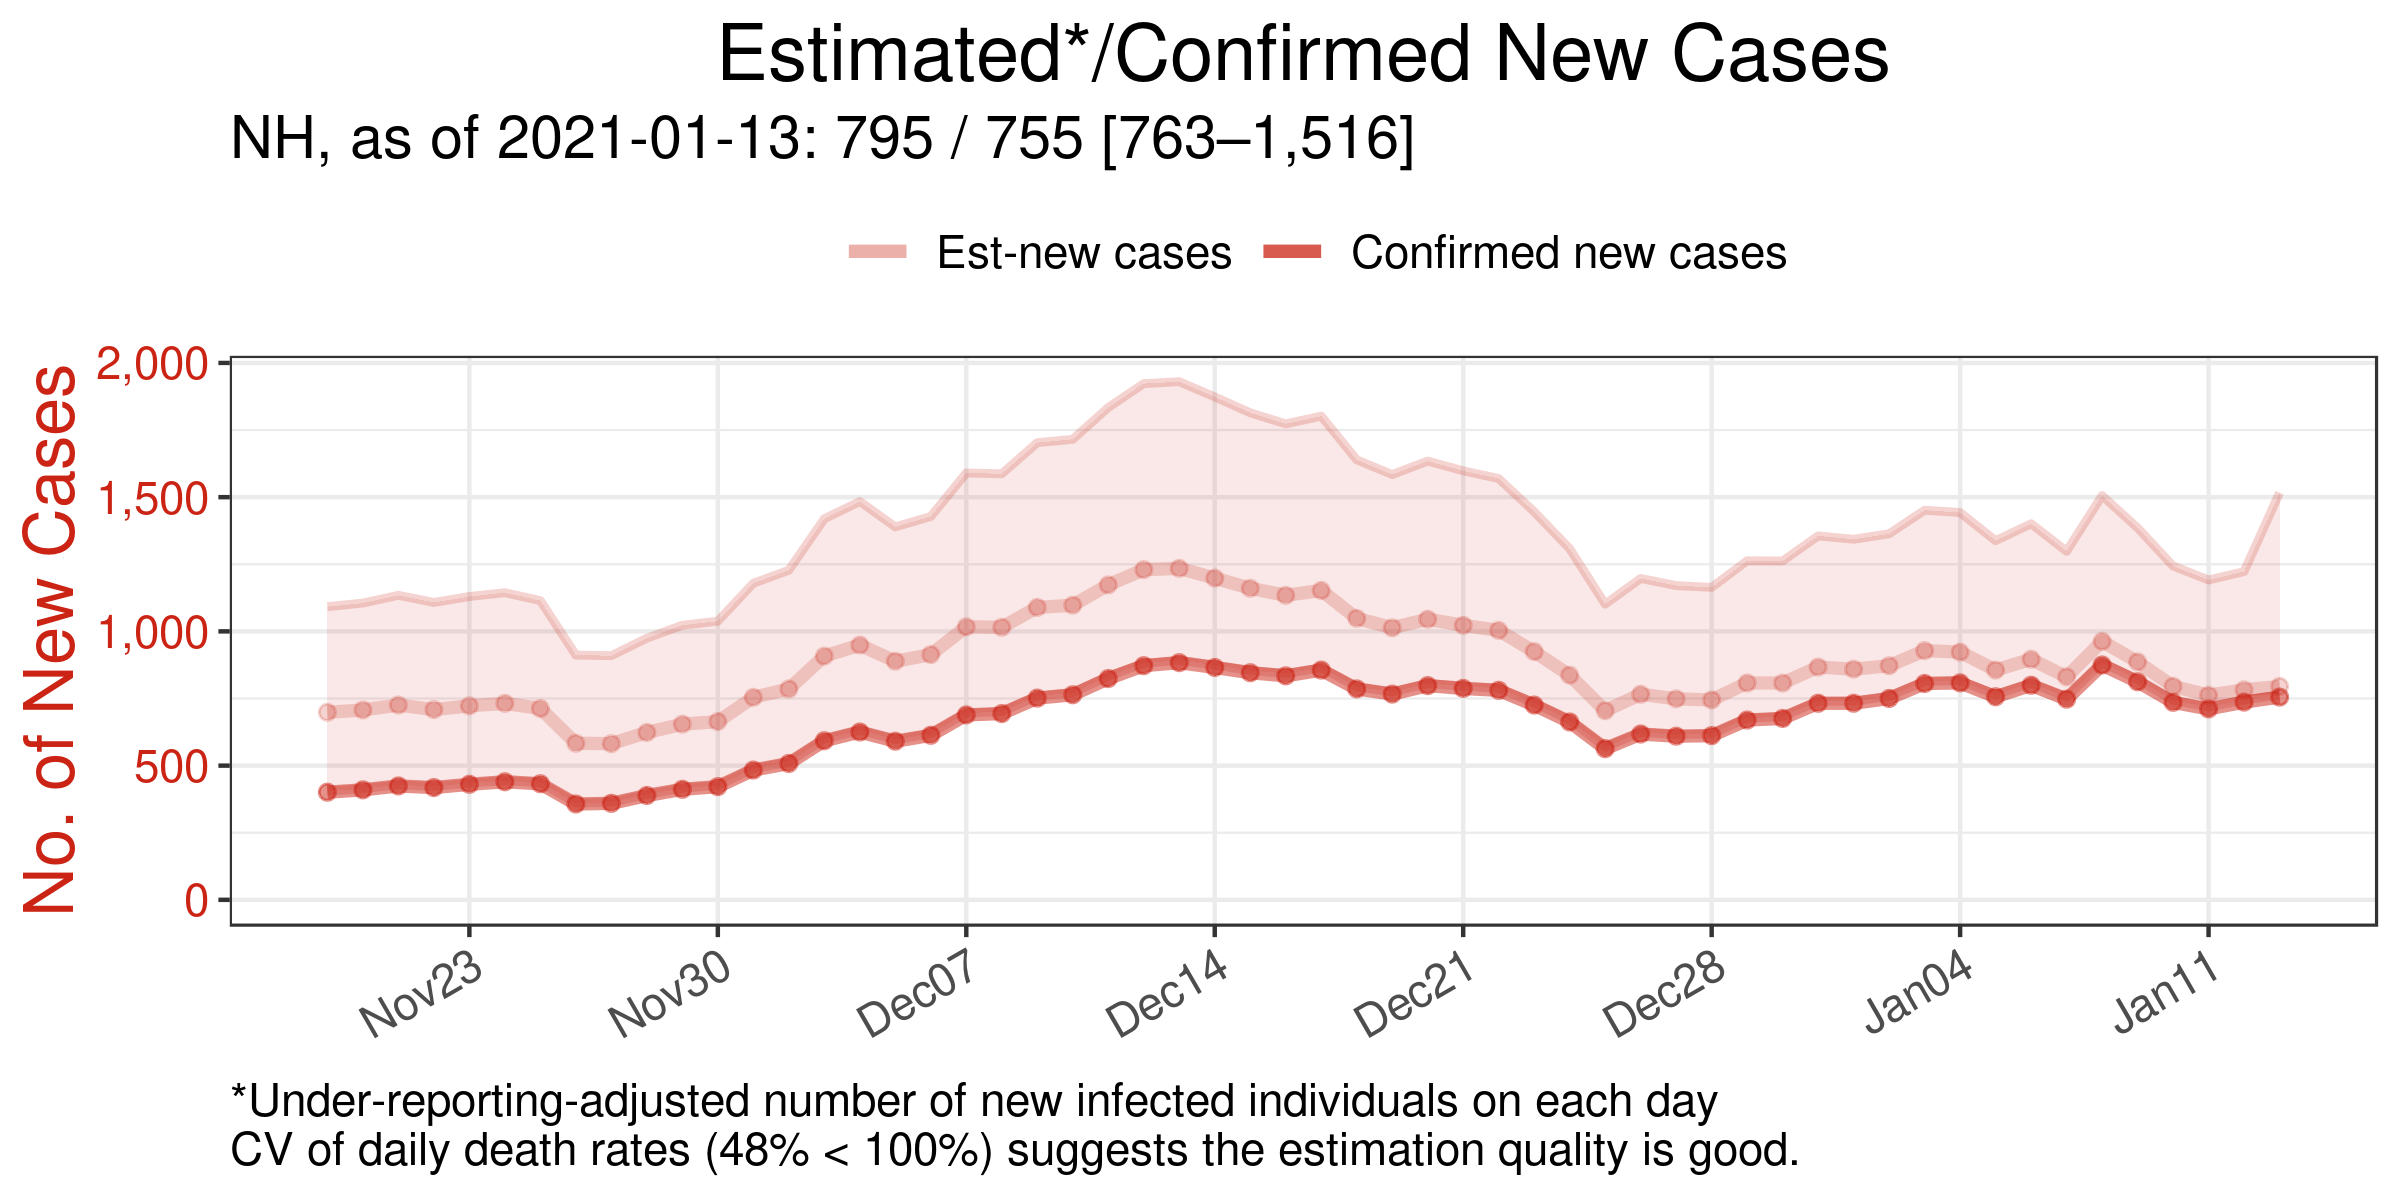 Estimated*/Confirmed New Cases
NH, as of 2021-01-13: 795 / 755 [763–1,516]
Est-new cases
Confirmed new cases
No. of New Cases
2,000
1,500
1,000
500
0
Nov23
Nov30
Dec07
Dec14
Dec21
Dec28
Jan04
Jan11
*Under-reporting-adjusted number of new infected individuals on each day
CV of daily death rates (48% < 100%) suggests the estimation quality is good.